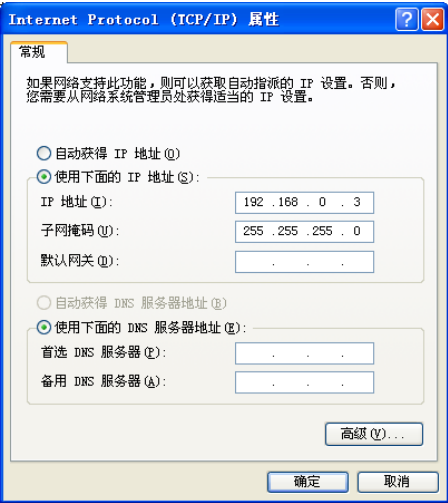 Internet Protocol (TCP/IP) 属性
常规
如果网络支持此功能，则可以获取自动指派的 IP 设置。否则，
您需要从网络系统管理员处获得适当的 IP 设置。
自动获得 IP 地址(O)
使用下面的 IP 地址(S):
IP 地址(I): 192 .168 . 0 . 3
子网掩码(U): 255 .255 .255 . 0
默认网关(D): . . .
自动获得 DNS 服务器地址(B)
使用下面的 DNS 服务器地址(E):
首选 DNS 服务器(P): . . .
备用 DNS 服务器(A): . . .
高级(V)...
确定 取消